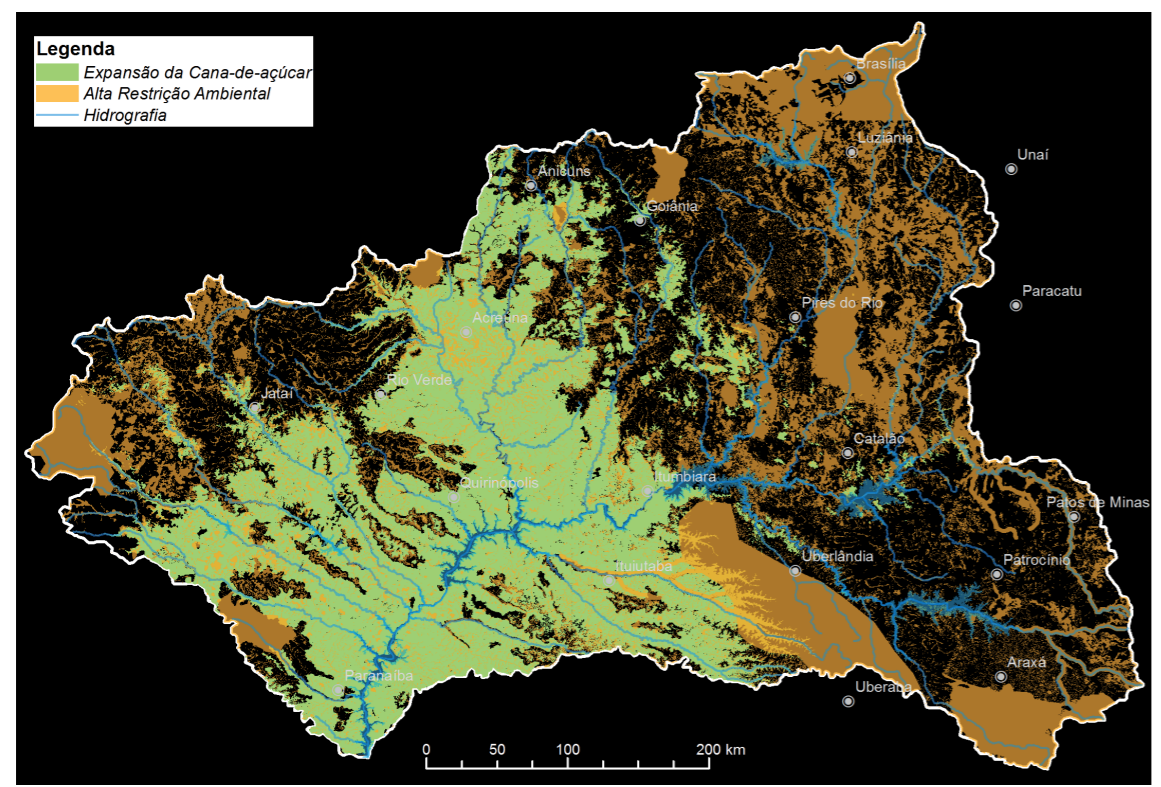 Legenda
Expansão da Cana-de-açúcar
Alta Restrição Ambiental
Hidrografia
Brasília
Luziânia
Unaí
Anicuns
Goiânia
Paracatu
Pires do Rio
Acreúna
Rio Verde
Jataí
Catalão
Quirinópolis
Itumbiara
Patos de Minas
Uberlândia
Patrocínio
Ituiutaba
Araxá
Paranaíba
Uberaba
0 50 100 200 km